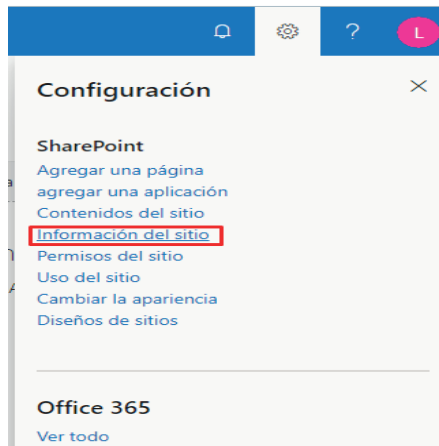 ?
L
Configuración
SharePoint
Agregar una página
agregar una aplicación
Contenidos del sitio
Información del sitio
Permisos del sitio
Uso del sitio
Cambiar la apariencia
Diseños de sitios
Office 365
Ver todo